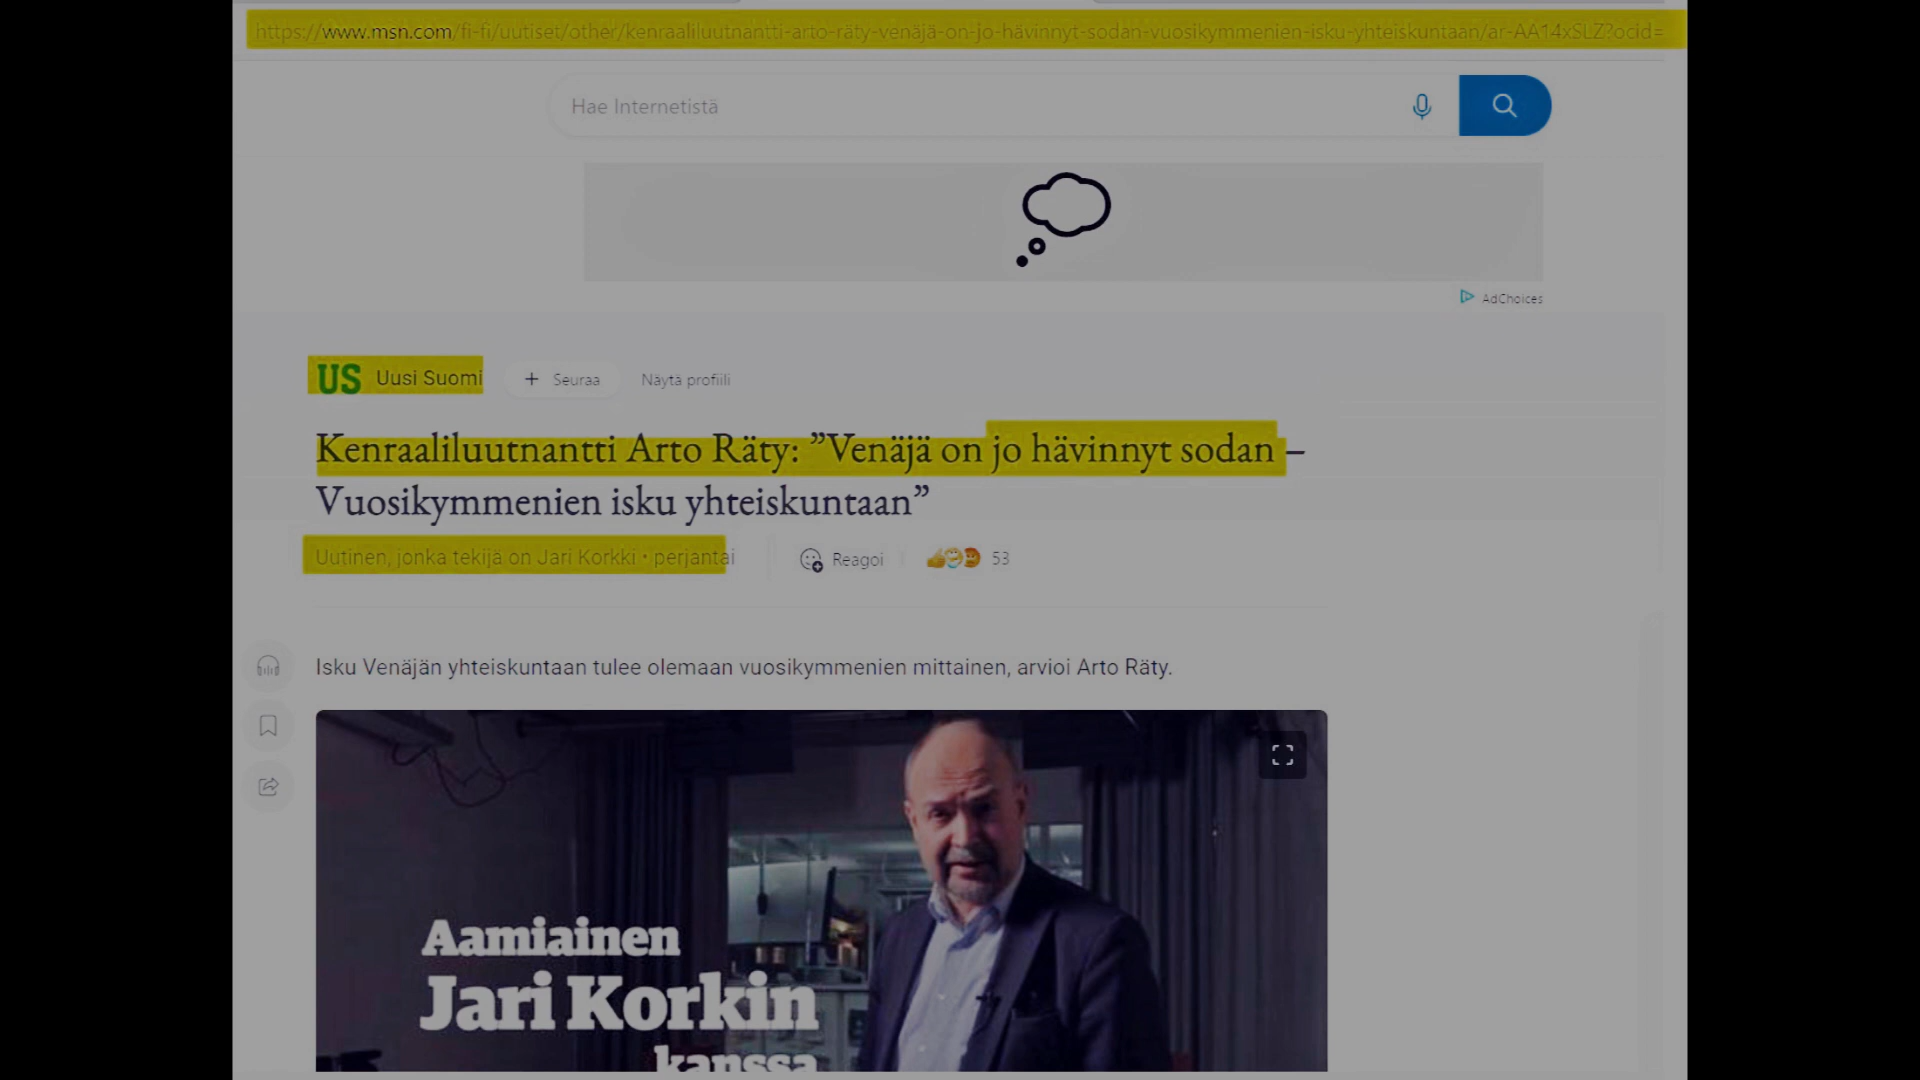 https://www.msn.com/fi-fi/uutiset/other/kenraaliluutnantti-arto-räty-venäjä-on-jo-hävinnyt-sodan-vuosikymmenien-isku-yhteiskuntaan/ar-AA14xSLZ?ocid=
Hae Internetistä
AdChoices
US Uusi Suomi + Seuraa Näytä profiili
Kenraaliluutnantti Arto Räty: ”Venäjä on jo hävinnyt sodan –
Vuosikymmenien isku yhteiskuntaan”
Uutinen, jonka tekijä on Jari Korkki • perjantai Reagoi 53
Isku Venäjän yhteiskuntaan tulee olemaan vuosikymmenien mittainen, arvioi Arto Räty.
Aamiainen
Jari Korkin
kanssa